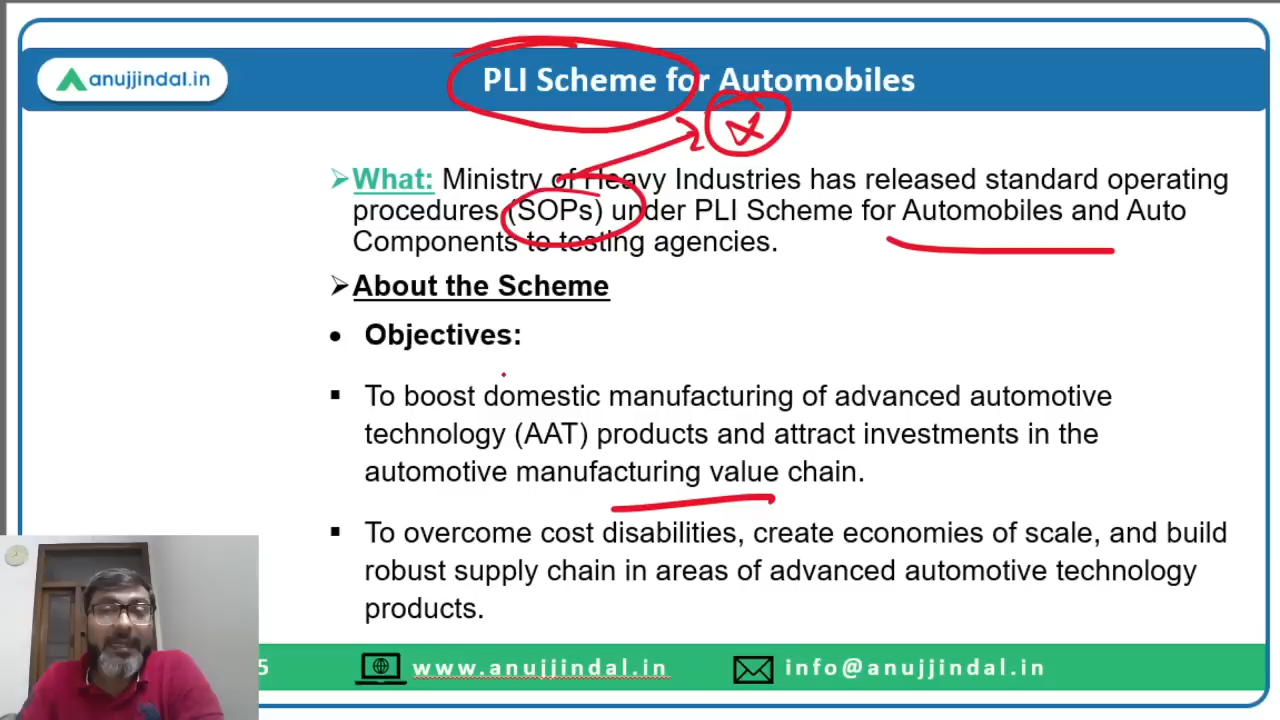 anujjindal.in
PLI Scheme for Automobiles
What: Ministry of Heavy Industries has released standard operating
procedures (SOPs) under PLI Scheme for Automobiles and Auto
Components to testing agencies.
About the Scheme
Objectives:
To boost domestic manufacturing of advanced automotive
technology (AAT) products and attract investments in the
automotive manufacturing value chain.
To overcome cost disabilities, create economies of scale, and build
robust supply chain in areas of advanced automotive technology
products.
5 www.anujjindal.in info@anujjindal.in